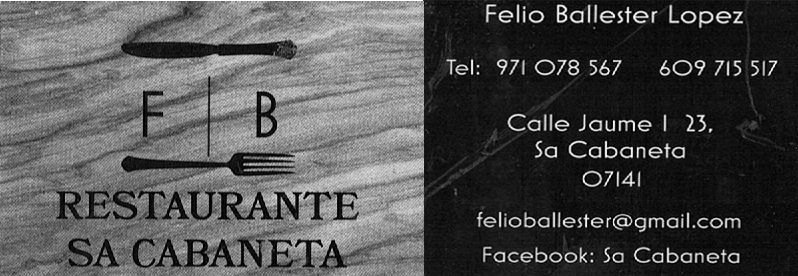 F B
RESTAURANTE
SA CABANETA
Felio Ballester Lopez
Tel: 971 078 567 609 715 517
Calle Jaume I 23,
Sa Cabaneta
07141
felioballester@gmail.com
Facebook: Sa Cabaneta